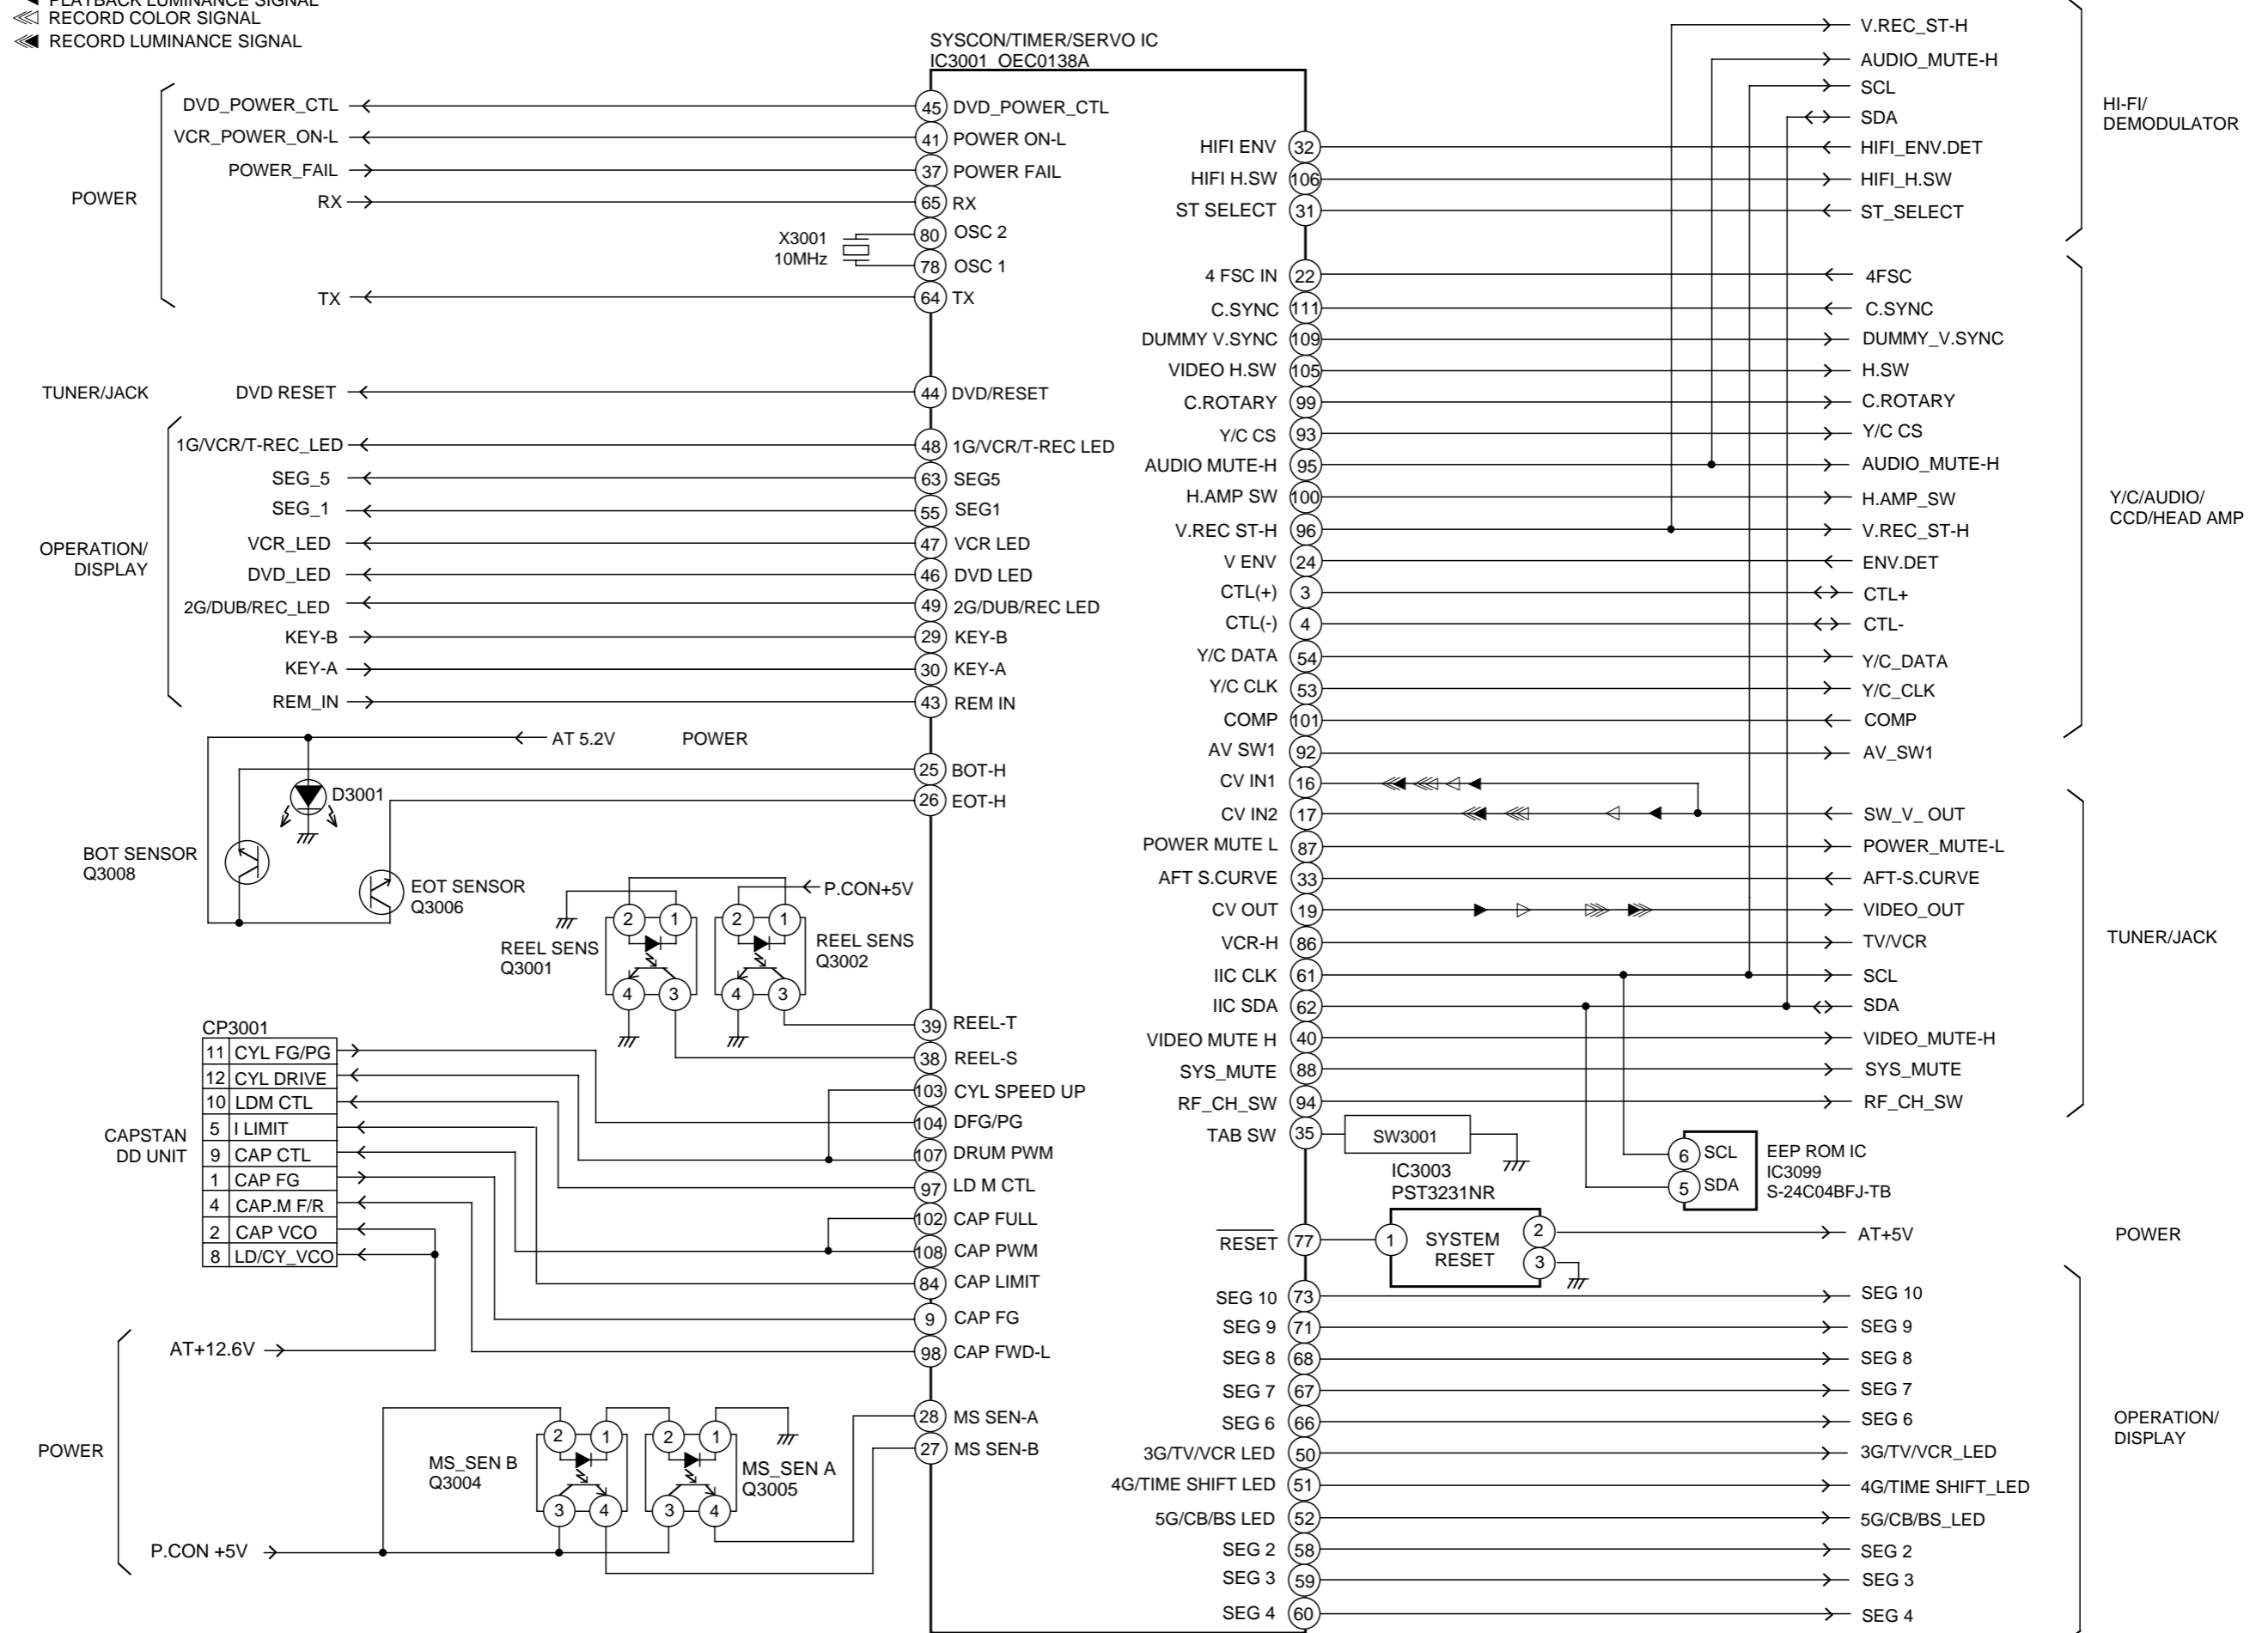 PLAYBACK LUMINANCE SIGNAL
RECORD COLOR SIGNAL
RECORD LUMINANCE SIGNAL
SYSCON/TIMER/SERVO IC
IC3001 OEC0138A
POWER
DVD_POWER_CTL 45 DVD_POWER_CTL
VCR_POWER_ON-L 41 POWER ON-L
POWER_FAIL 37 POWER FAIL
RX 65 RX
X3001
10MHz
80 OSC 2
78 OSC 1
TX 64 TX
TUNER/JACK DVD RESET 44 DVD/RESET
OPERATION/
DISPLAY
1G/VCR/T-REC_LED 48 1G/VCR/T-REC LED
SEG_5 63 SEG5
SEG_1 55 SEG1
VCR_LED 47 VCR LED
DVD_LED 46 DVD LED
2G/DUB/REC_LED 49 2G/DUB/REC LED
KEY-B 29 KEY-B
KEY-A 30 KEY-A
REM_IN 43 REM IN
AT 5.2V POWER
25 BOT-H
26 EOT-H
D3001
BOT SENSOR
Q3008
EOT SENSOR
Q3006
P.CON+5V
2 1 2 1
REEL SENS
Q3001
REEL SENS
Q3002
4 3 4 3
39 REEL-T
38 REEL-S
103 CYL SPEED UP
104 DFG/PG
107 DRUM PWM
97 LD M CTL
102 CAP FULL
108 CAP PWM
84 CAP LIMIT
9 CAP FG
98 CAP FWD-L
CAPSTAN
DD UNIT
CP3001
11 CYL FG/PG
12 CYL DRIVE
10 LDM CTL
5 I LIMIT
9 CAP CTL
1 CAP FG
4 CAP.M F/R
2 CAP VCO
8 LD/CY_VCO
POWER
AT+12.6V
P.CON +5V
28 MS SEN-A
27 MS SEN-B
2 1 2 1
MS_SEN B
Q3004
MS_SEN A
Q3005
3 4 3 4
V.REC_ST-H
AUDIO_MUTE-H
SCL
SDA
HI-FI/
DEMODULATOR
HIFI ENV 32 HIFI_ENV.DET
HIFI H.SW 106 HIFI_H.SW
ST SELECT 31 ST_SELECT
4 FSC IN 22 4FSC
C.SYNC 111 C.SYNC
DUMMY V.SYNC 109 DUMMY_V.SYNC
VIDEO H.SW 105 H.SW
C.ROTARY 99 C.ROTARY
Y/C CS 93 Y/C CS
AUDIO MUTE-H 95 AUDIO_MUTE-H
H.AMP SW 100 H.AMP_SW
Y/C/AUDIO/
CCD/HEAD AMP
V.REC ST-H 96 V.REC_ST-H
V ENV 24 ENV.DET
CTL(+) 3 CTL+
CTL(-) 4 CTL-
Y/C DATA 54 Y/C_DATA
Y/C CLK 53 Y/C_CLK
COMP 101 COMP
AV SW1 92 AV_SW1
CV IN1 16
CV IN2 17 SW_V_ OUT
POWER MUTE L 87 POWER_MUTE-L
AFT S.CURVE 33 AFT-S.CURVE
CV OUT 19 VIDEO_OUT
VCR-H 86 TV/VCR
TUNER/JACK
IIC CLK 61 SCL
IIC SDA 62 SDA
VIDEO MUTE H 40 VIDEO_MUTE-H
SYS_MUTE 88 SYS_MUTE
RF_CH_SW 94 RF_CH_SW
TAB SW 35 SW3001
6 SCL
5 SDA
EEP ROM IC
IC3099
S-24C04BFJ-TB
IC3003
PST3231NR
RESET 77 1 SYSTEM
RESET
2 3
AT+5V POWER
SEG 10 73 SEG 10
SEG 9 71 SEG 9
SEG 8 68 SEG 8
SEG 7 67 SEG 7
SEG 6 66 SEG 6
OPERATION/
DISPLAY
3G/TV/VCR LED 50 3G/TV/VCR_LED
4G/TIME SHIFT LED 51 4G/TIME SHIFT_LED
5G/CB/BS LED 52 5G/CB/BS_LED
SEG 2 58 SEG 2
SEG 3 59 SEG 3
SEG 4 60 SEG 4